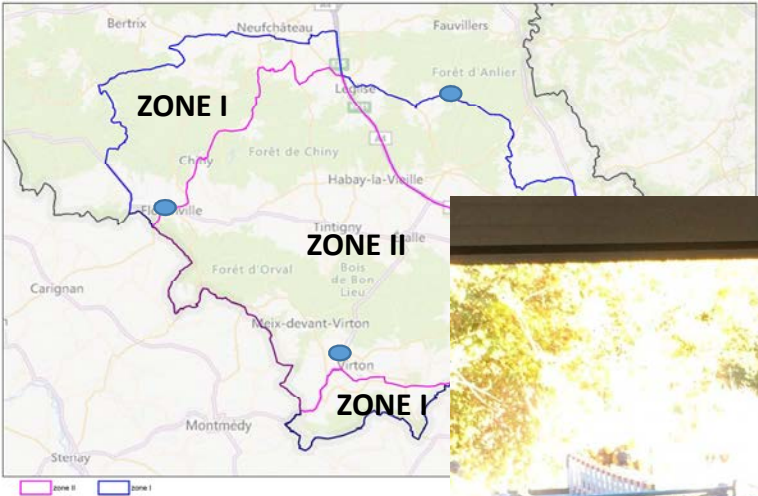 Bertrix
Neufchâteau
Fauvillers
Forêt d'Anlier
Léglise
ZONE I
Chiny
Forêt de Chiny
Habay-la-Vieille
Tintigny
ZONE II
Forêt d'Orval
Bois
de Bon
Lieu
Carignan
Meix-devant-Virton
Virton
ZONE I
Montmédy
Stenay
zone II
zone I